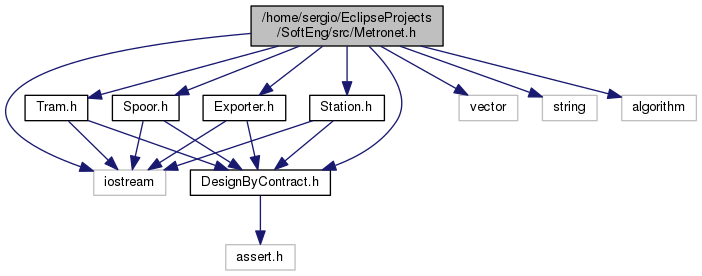 /home/sergio/EclipseProjects
/SoftEng/src/Metronet.h
Tram.h
Spoor.h
Exporter.h
Station.h
vector
string
algorithm
iostream
DesignByContract.h
assert.h